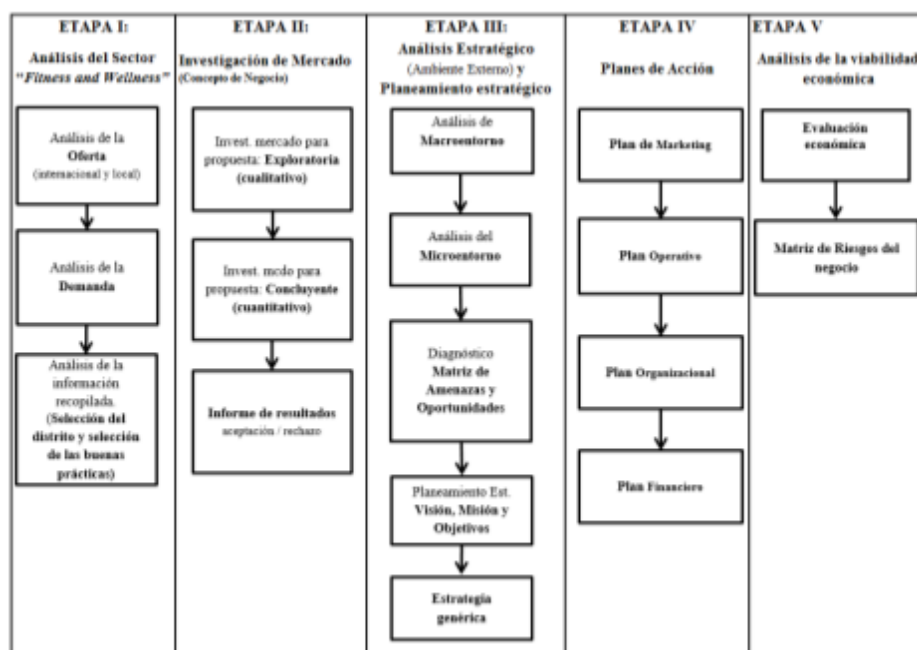 ETAPA I:
Análisis del Sector
“Fitness and Wellness”
Análisis de la
Oferta
(internacional y local)
Análisis de la
Demanda
Análisis de la
información
recopilada.
(Selección del
distrito y selección
de las buenas
prácticas)
ETAPA II:
Investigación de Mercado
(Concepto de Negocio)
Invest. mercado para
propuesta: Exploratoria
(cualitativo)
Invest. mcdo para
propuesta: Concluyente
(cuantitativo)
Informe de resultados
aceptación / rechazo
ETAPA III:
Análisis Estratégico
(Ambiente Externo) y
Planeamiento estratégico
Análisis de
Macroentorno
Análisis del
Microentorno
Diagnóstico
Matriz de
Amenazas y
Oportunidades
Planeamiento Est.
Visión, Misión y
Objetivos
Estrategia
genérica
ETAPA IV
Planes de Acción
Plan de Marketing
Plan Operativo
Plan Organizacional
Plan Financiero
ETAPA V
Análisis de la viabilidad
económica
Evaluación
económica
Matriz de Riesgos del
negocio